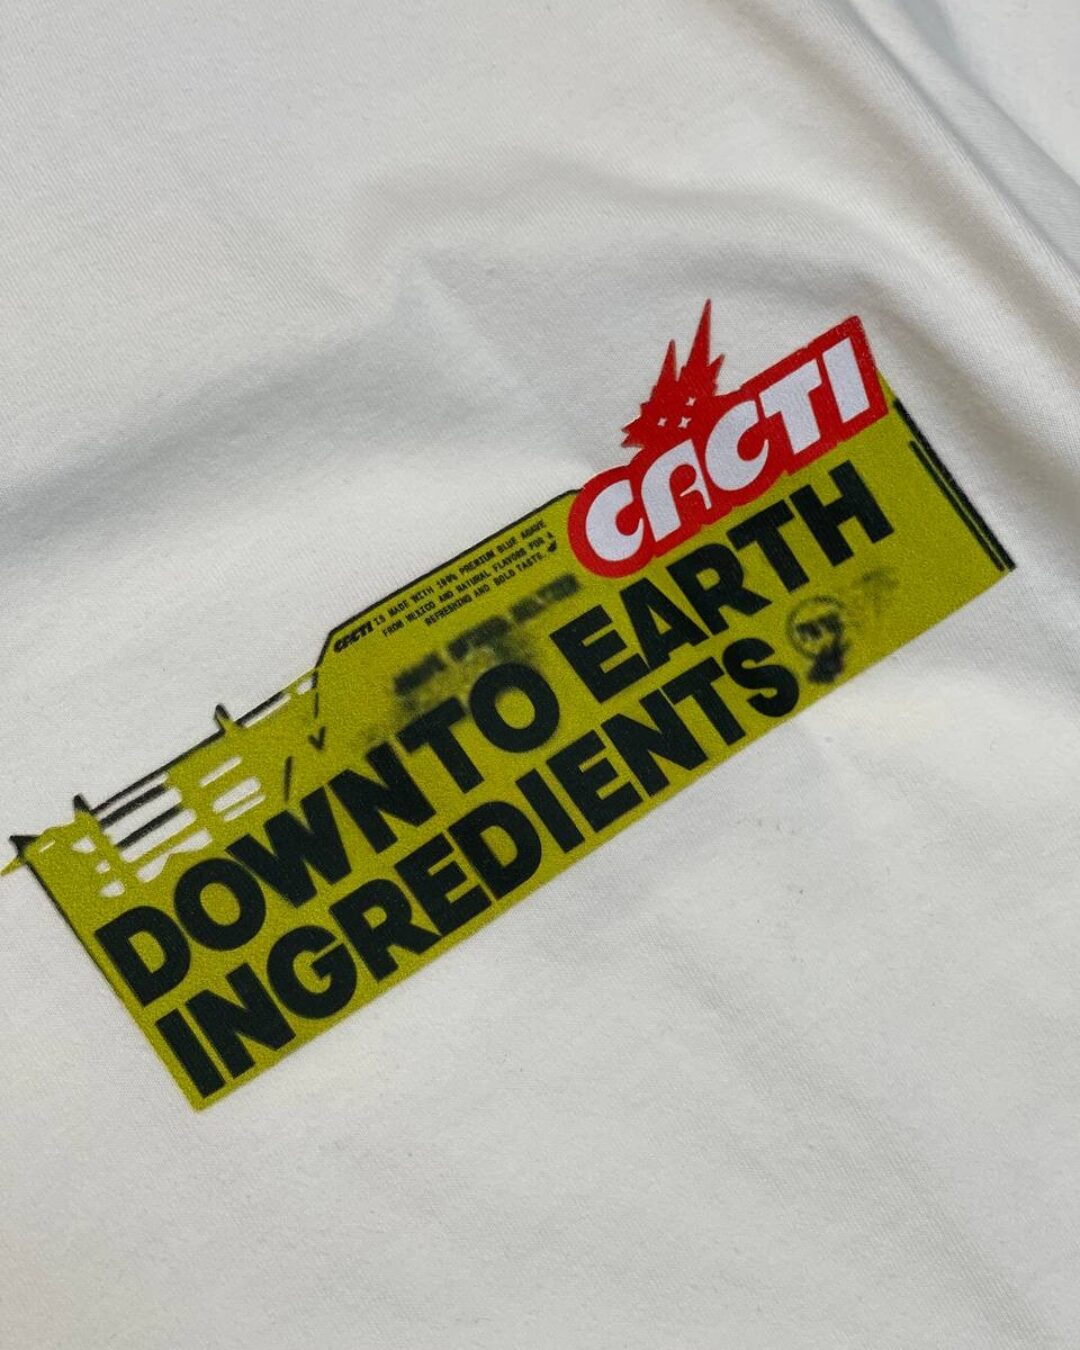 CACTI
CACTI IS MADE WITH 100% PREMIUM BLUE AGAVE
FROM MEXICO AND NATURAL FLAVORS FOR A
REFRESHING AND BOLD TASTE.
DOWN TO EARTH
INGREDIENTS